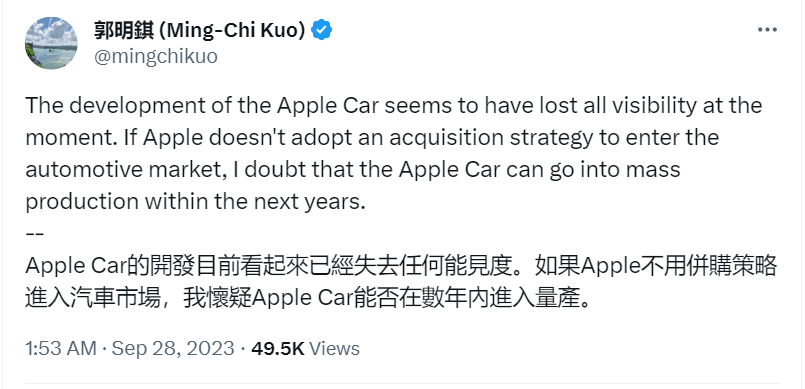 郭明錤 (Ming-Chi Kuo)
@mingchikuo
The development of the Apple Car seems to have lost all visibility at the
moment. If Apple doesn't adopt an acquisition strategy to enter the
automotive market, I doubt that the Apple Car can go into mass
production within the next years.
--
Apple Car的開發目前看起來已經失去任何能見度。如果Apple不用併購策略
進入汽車市場，我懷疑Apple Car能否在數年內進入量產。
1:53 AM · Sep 28, 2023 · 49.5K Views